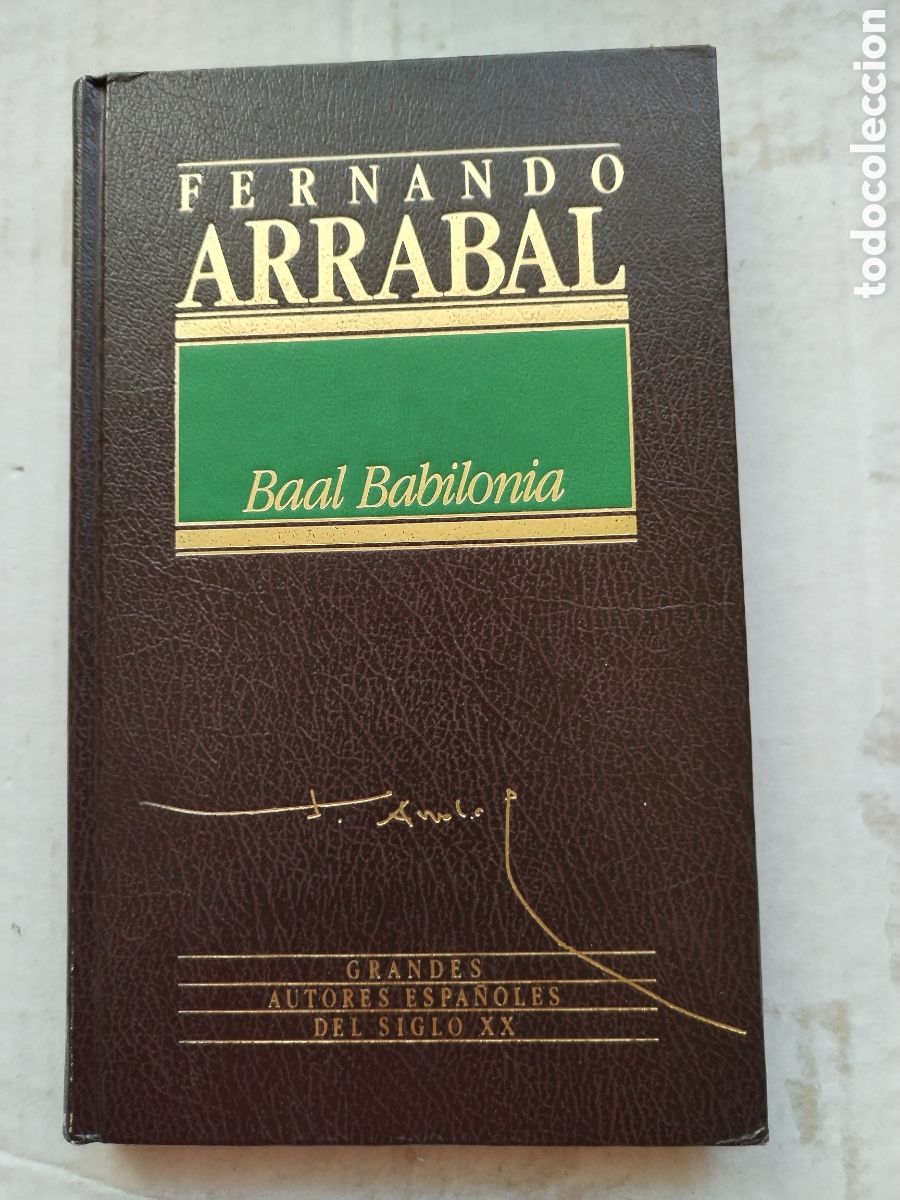 FERNANDO
ARRABAL
Baal Babilonia
GRANDES
AUTORES ESPAÑOLES
DEL SIGLO XX
todocoleccion